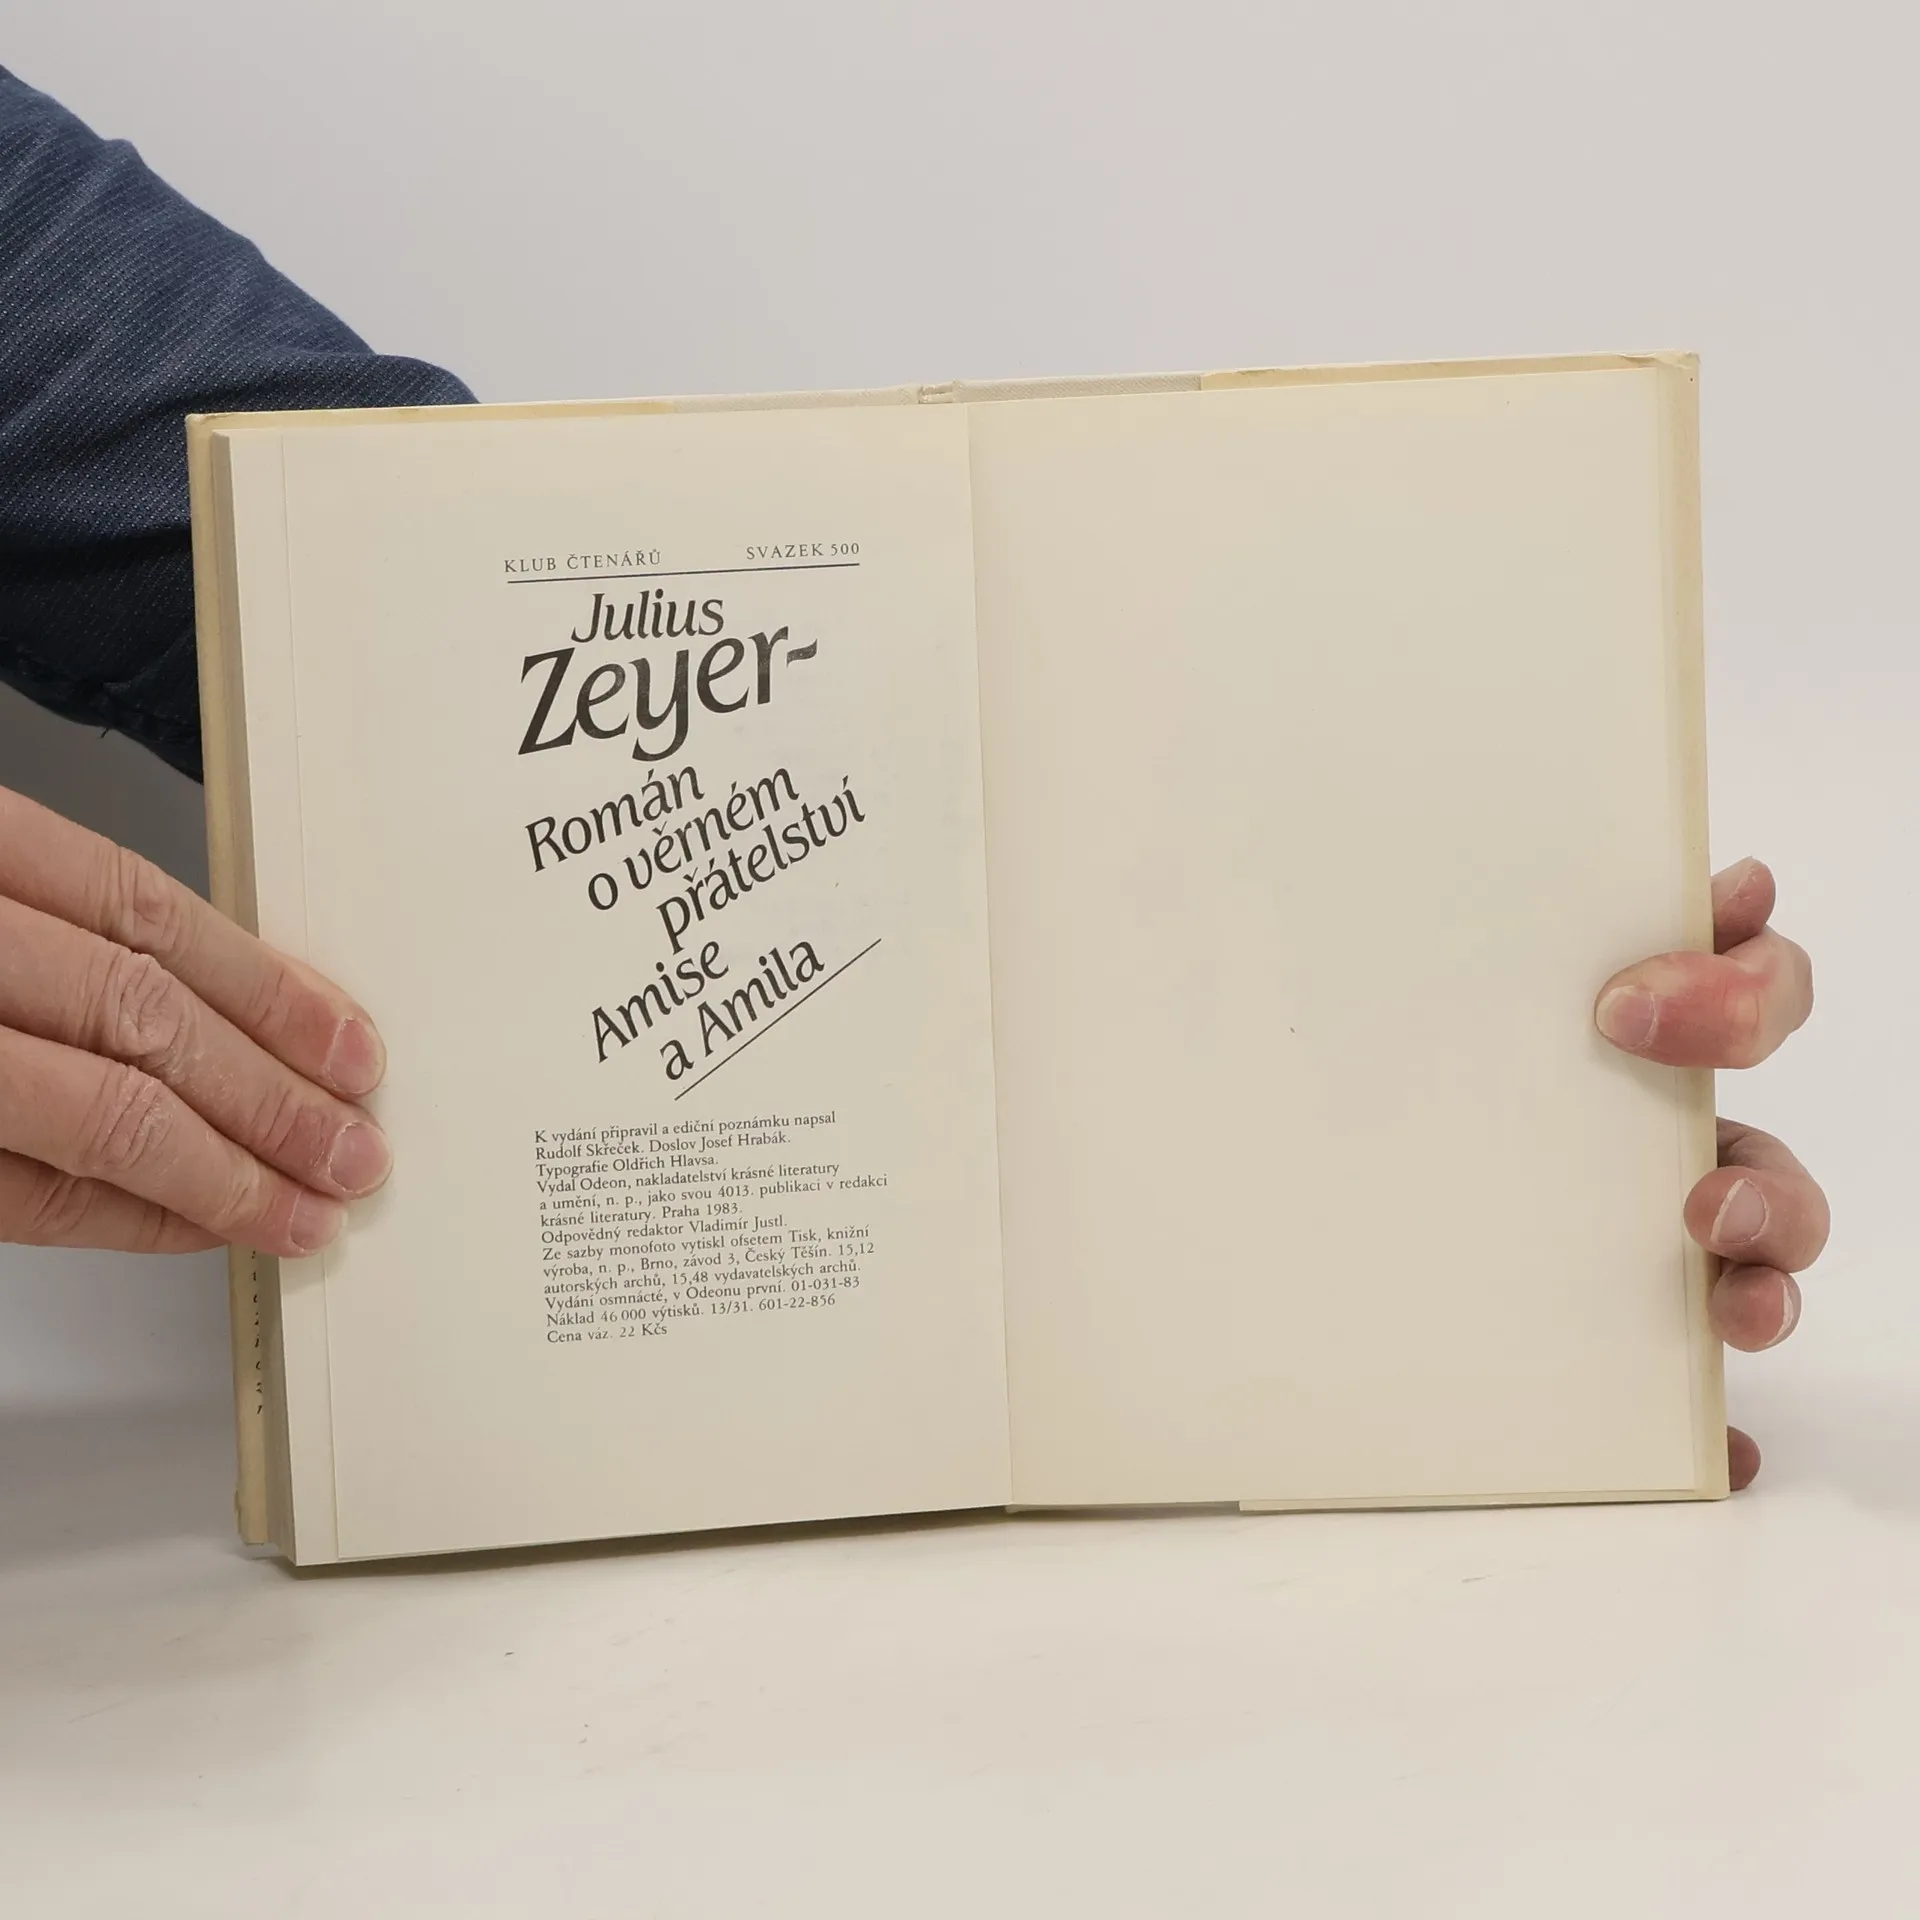 KLUB ČTENÁŘŮ SVAZEK 500
Julius
Zeyer-
Román
o věrném
přátelství
Amise
a Amila
K vydání připravil a ediční poznámku napsal
Rudolf Skřeček. Doslov Josef Hrabák.
Typografie Oldřich Hlavsa.
Vydal Odeon, nakladatelství krásné literatury
a umění, n. p., jako svou 4013. publikaci v redakci
krásné literatury. Praha 1983.
Odpovědný redaktor Vladimír Justl.
Ze sazby monofoto vytiskl ofsetem Tisk, knižní
výroba, n. p., Brno, závod 3, Český Těšín. 15,12
autorských archů, 15,48 vydavatelských archů.
Vydání osmnácté, v Odeonu první. 01-031-83
Náklad 46 000 výtisků. 13/31. 601-22-856
Cena váz. 22 Kčs